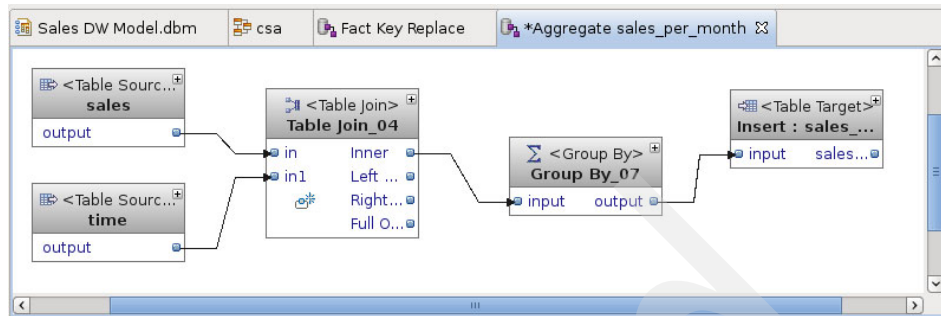 Sales DW Model.dbm
csa
Fact Key Replace
*Aggregate sales_per_month
<Table Sourc...
sales
output
<Table Sourc...
time
output
<Table Join>
Table Join_04
in Inner
in1 Left ...
Right...
Full O...
<Group By>
Group By_07
input output
<Table Target>
Insert : sales_...
input sales...